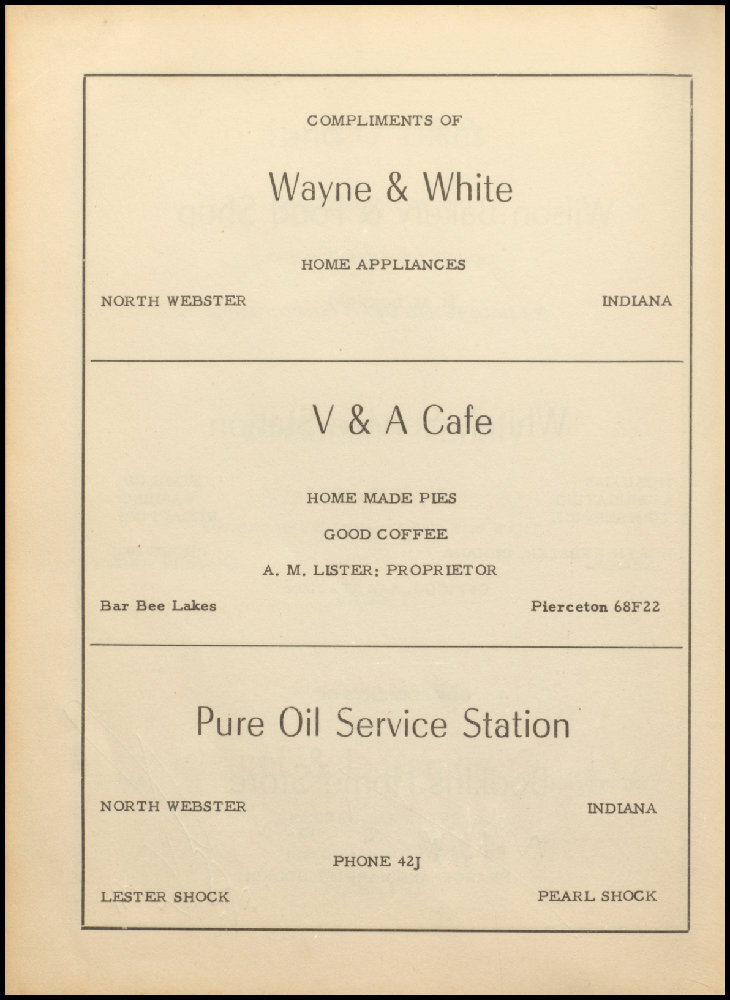 COMPLIMENTS OF
Wayne & White
HOME APPLIANCES
NORTH WEBSTER INDIANA
V & A Cafe
HOME MADE PIES
GOOD COFFEE
A. M. LISTER; PROPRIETOR
Bar Bee Lakes Pierceton 68F22
Pure Oil Service Station
NORTH WEBSTER INDIANA
PHONE 42J
LESTER SHOCK PEARL SHOCK